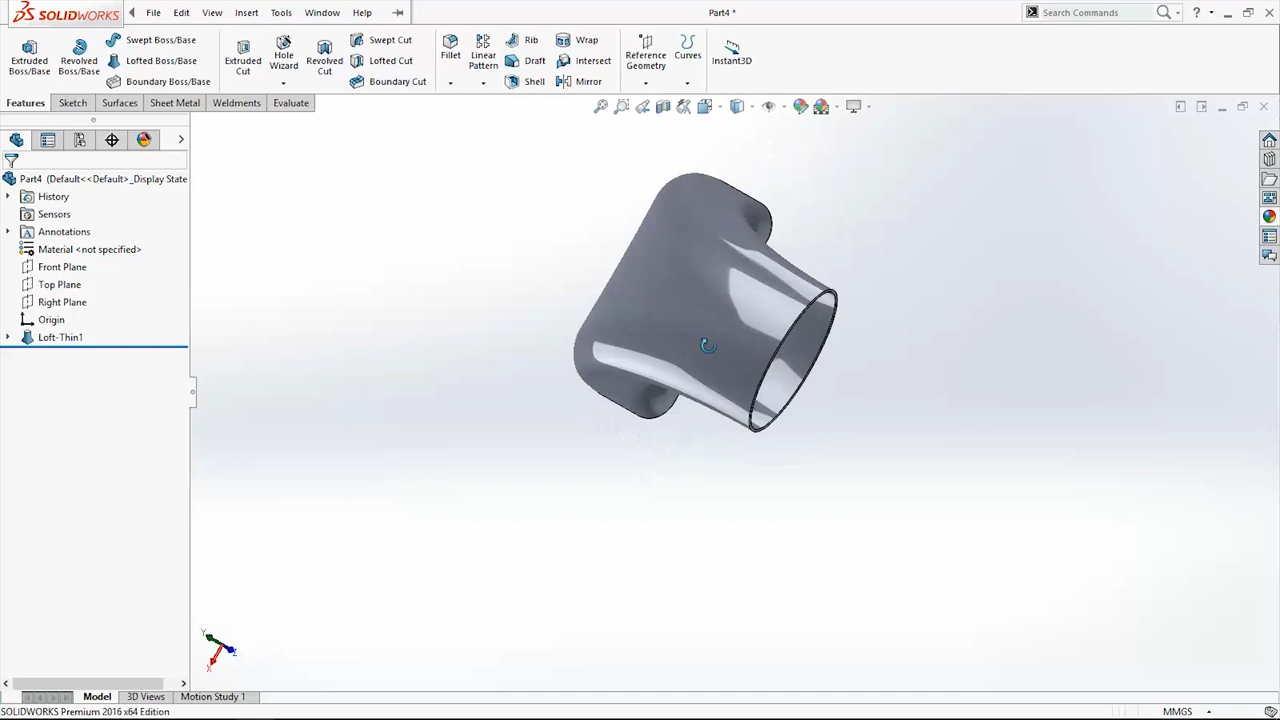 SOLIDWORKS File Edit View Insert Tools Window Help Part4 * Search Commands ?
Extruded Boss/Base
Revolved Boss/Base
Swept Boss/Base
Lofted Boss/Base
Boundary Boss/Base
Extruded Cut
Hole Wizard
Revolved Cut
Swept Cut
Lofted Cut
Boundary Cut
Fillet
Linear Pattern
Rib
Draft
Shell
Wrap
Intersect
Mirror
Reference Geometry
Curves
Instant3D
Features Sketch Surfaces Sheet Metal Weldments Evaluate
Part4 (Default<<Default>_Display State
History
Sensors
Annotations
Material <not specified>
Front Plane
Top Plane
Right Plane
Origin
Loft-Thin1
Y
Z
X
Model 3D Views Motion Study 1
SOLIDWORKS Premium 2016 x64 Edition MMGS